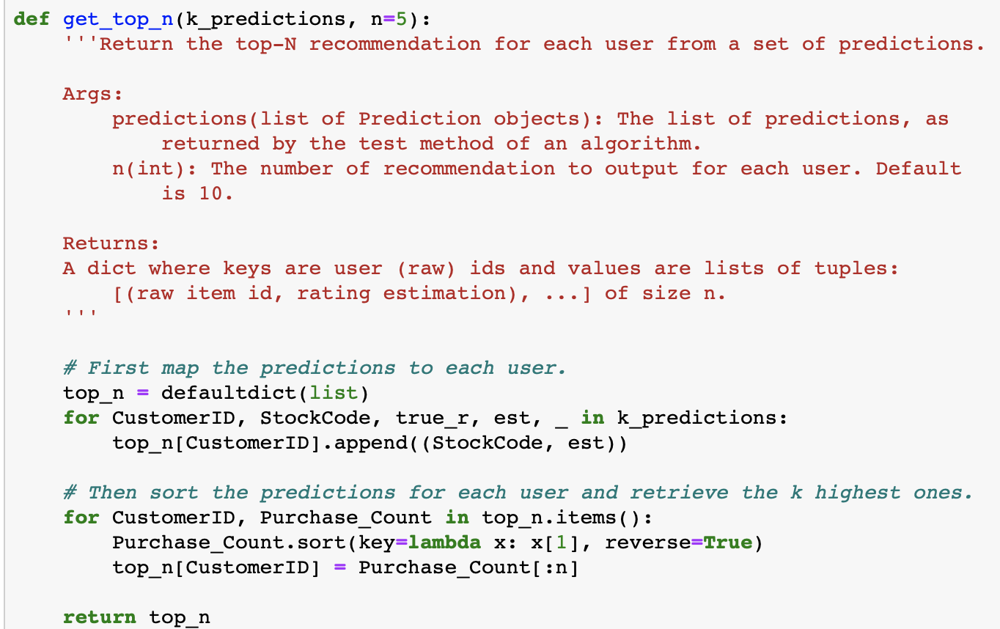 def get_top_n(k_predictions, n=5):
    '''Return the top-N recommendation for each user from a set of predictions.

    Args:
        predictions(list of Prediction objects): The list of predictions, as
            returned by the test method of an algorithm.
        n(int): The number of recommendation to output for each user. Default
            is 10.

    Returns:
    A dict where keys are user (raw) ids and values are lists of tuples:
        [(raw item id, rating estimation), ...] of size n.
    '''

    # First map the predictions to each user.
    top_n = defaultdict(list)
    for CustomerID, StockCode, true_r, est, _ in k_predictions:
        top_n[CustomerID].append((StockCode, est))

    # Then sort the predictions for each user and retrieve the k highest ones.
    for CustomerID, Purchase_Count in top_n.items():
        Purchase_Count.sort(key=lambda x: x[1], reverse=True)
        top_n[CustomerID] = Purchase_Count[:n]

    return top_n